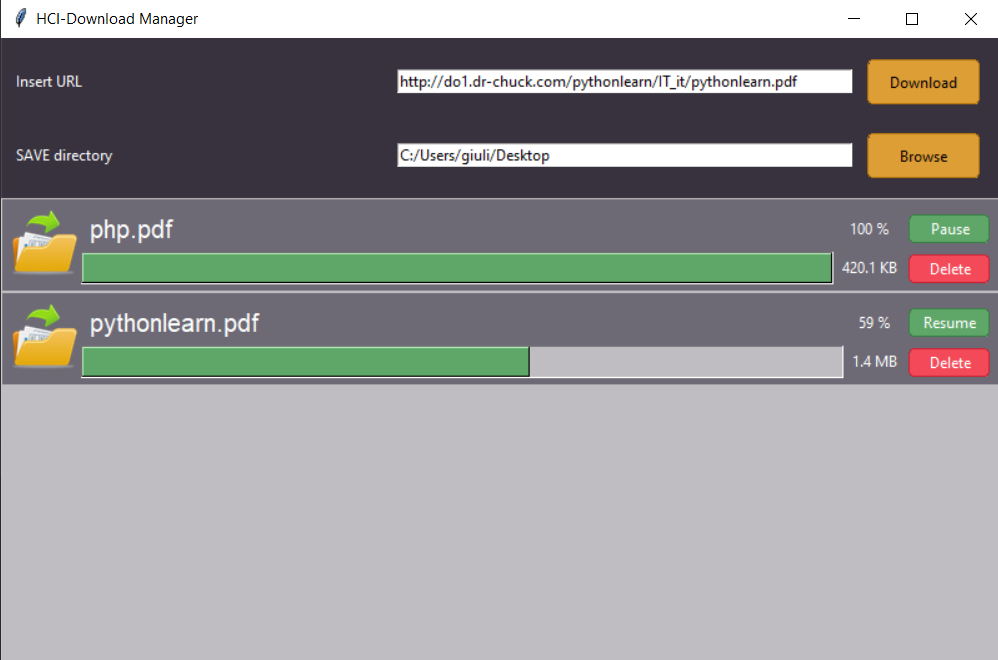 HCI-Download Manager
Insert URL http://do1.dr-chuck.com/pythonlearn/IT_it/pythonlearn.pdf Download
SAVE directory C:/Users/giuli/Desktop Browse
php.pdf 100 % Pause
420.1 KB Delete
pythonlearn.pdf 59 % Resume
1.4 MB Delete